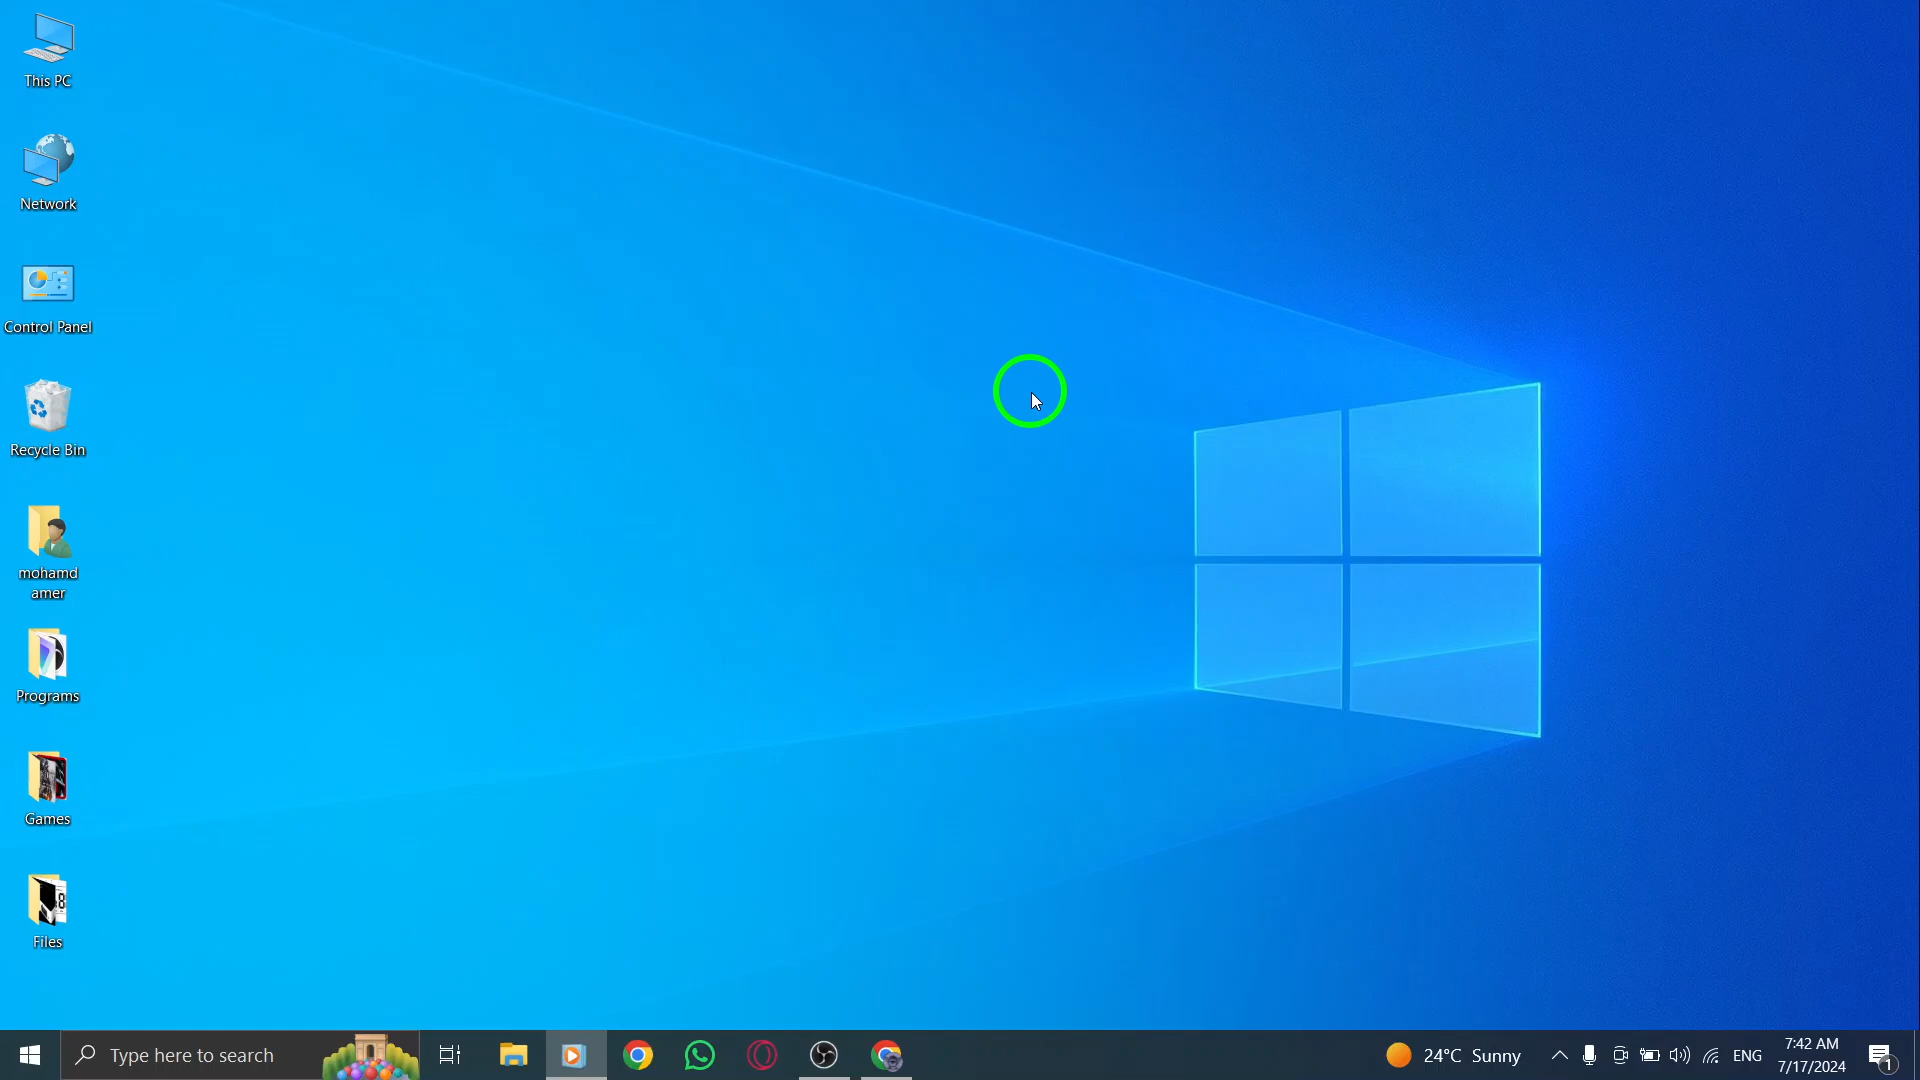 This PC
Network
Control Panel
Recycle Bin
mohamd
amer
Programs
Games
Files
Type here to search
24°C Sunny
ENG
7:42 AM
7/17/2024
1